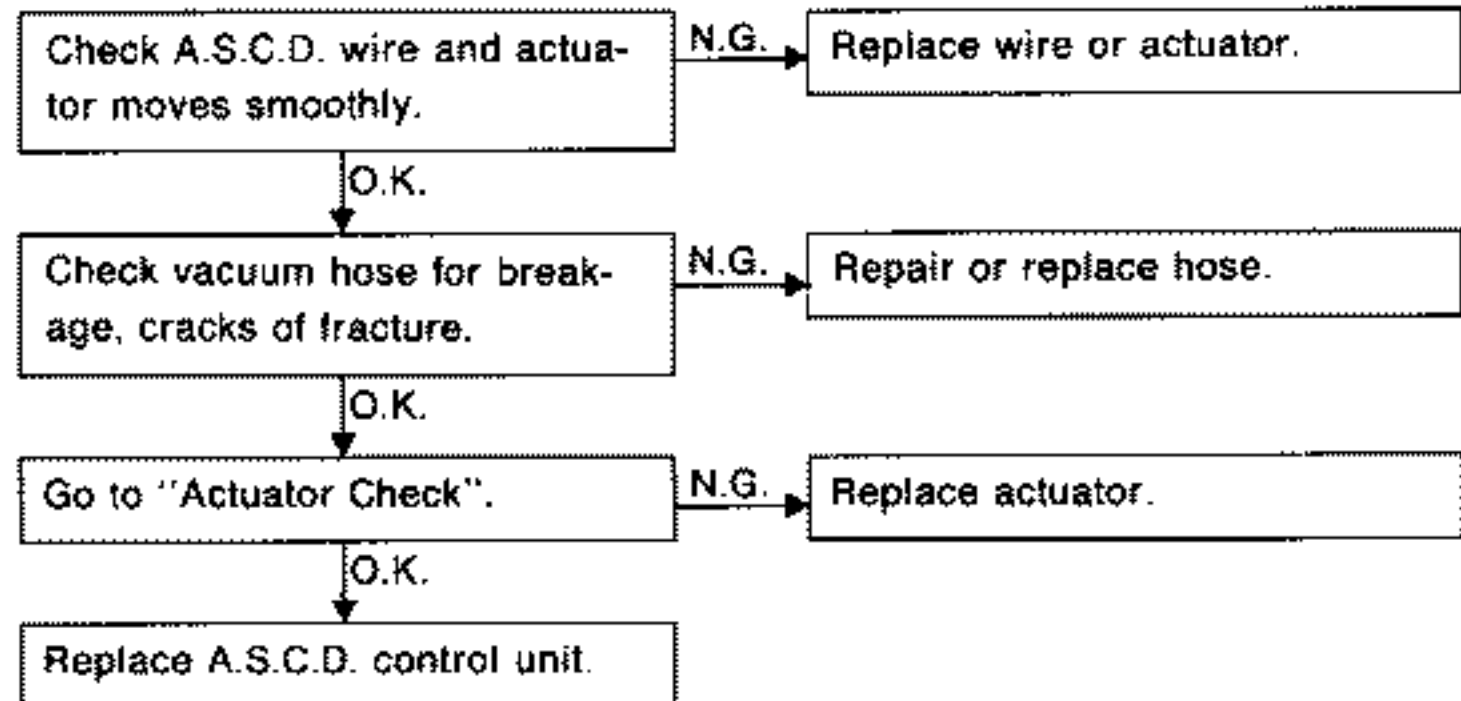 Check A.S.C.D. wire and actua-
tor moves smoothly.
N.G.
Replace wire or actuator.
O.K.
Check vacuum hose for break-
age, cracks of fracture.
N.G.
Repair or replace hose.
O.K.
Go to "Actuator Check".
N.G.
Replace actuator.
O.K.
Replace A.S.C.D. control unit.